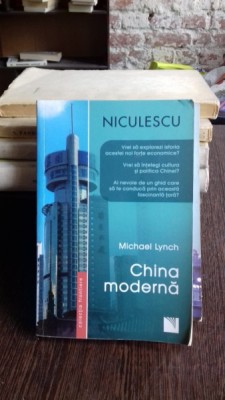 NICULESCU
Vrei să explorezi istoria
acestei noi forțe economice?
Vrei să înțelegi cultura
și politica Chinei?
Ai nevoie de un ghid care
să te conducă prin această
fascinantă țară?
Michael Lynch
China
modernă